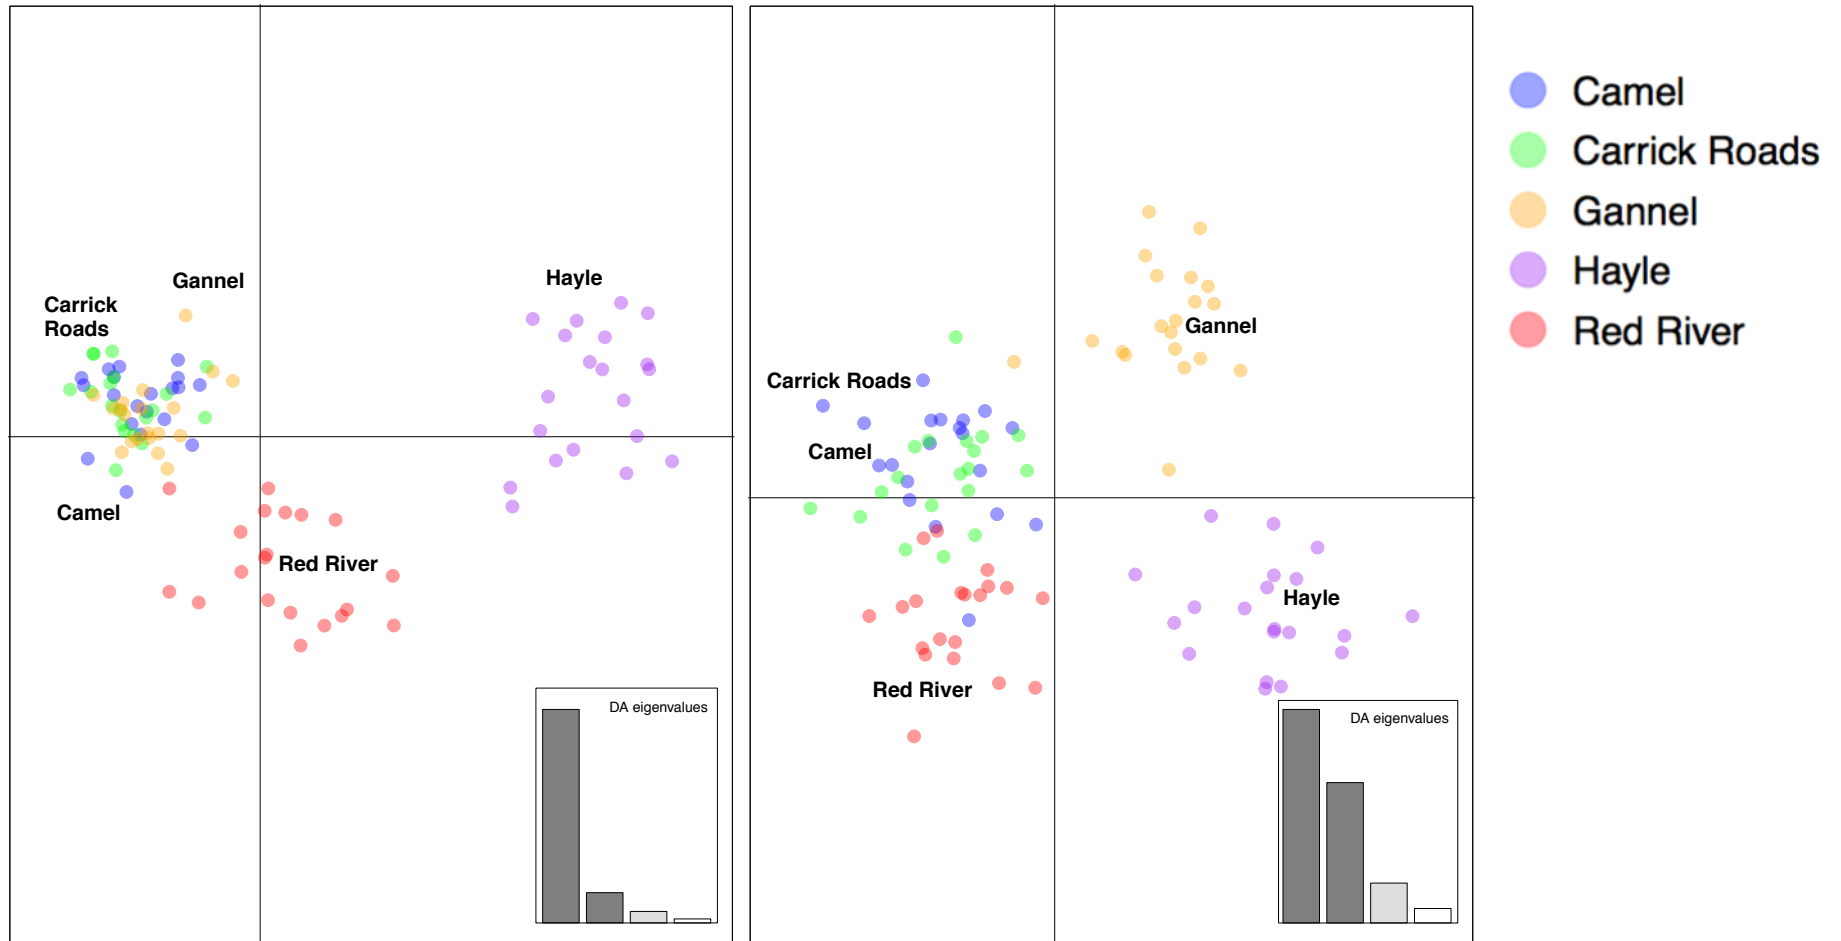 Gannel
Carrick
Roads
Hayle
Camel
Red River
DA eigenvalues
Gannel
Carrick Roads
Camel
Hayle
Red River
DA eigenvalues
Camel
Carrick Roads
Gannel
Hayle
Red River